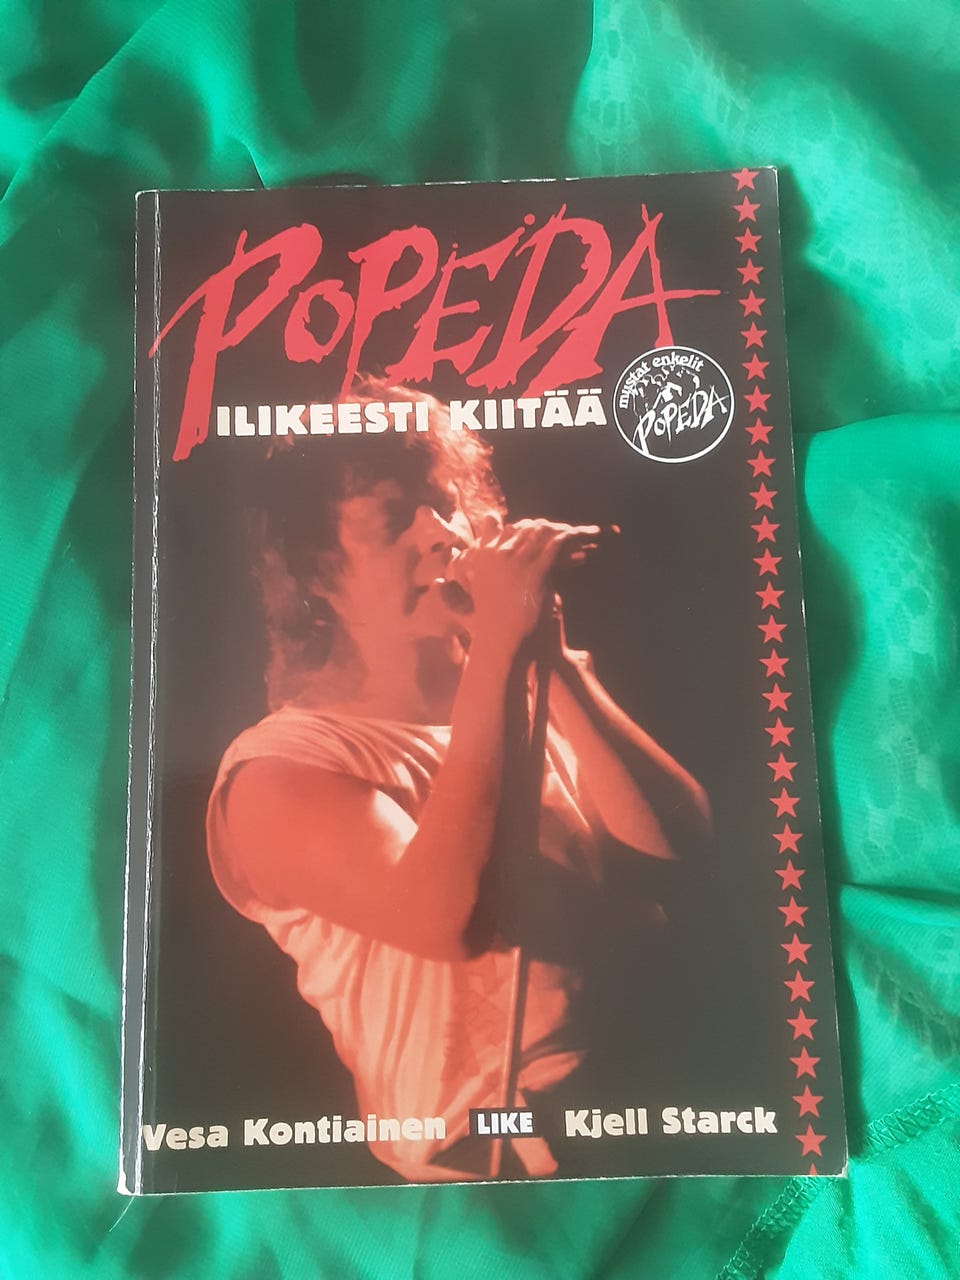 POPEDA
ILIKEESTI KIITÄÄ
mustat enkelit
POPEDA
Vesa Kontiainen LIKE Kjell Starck